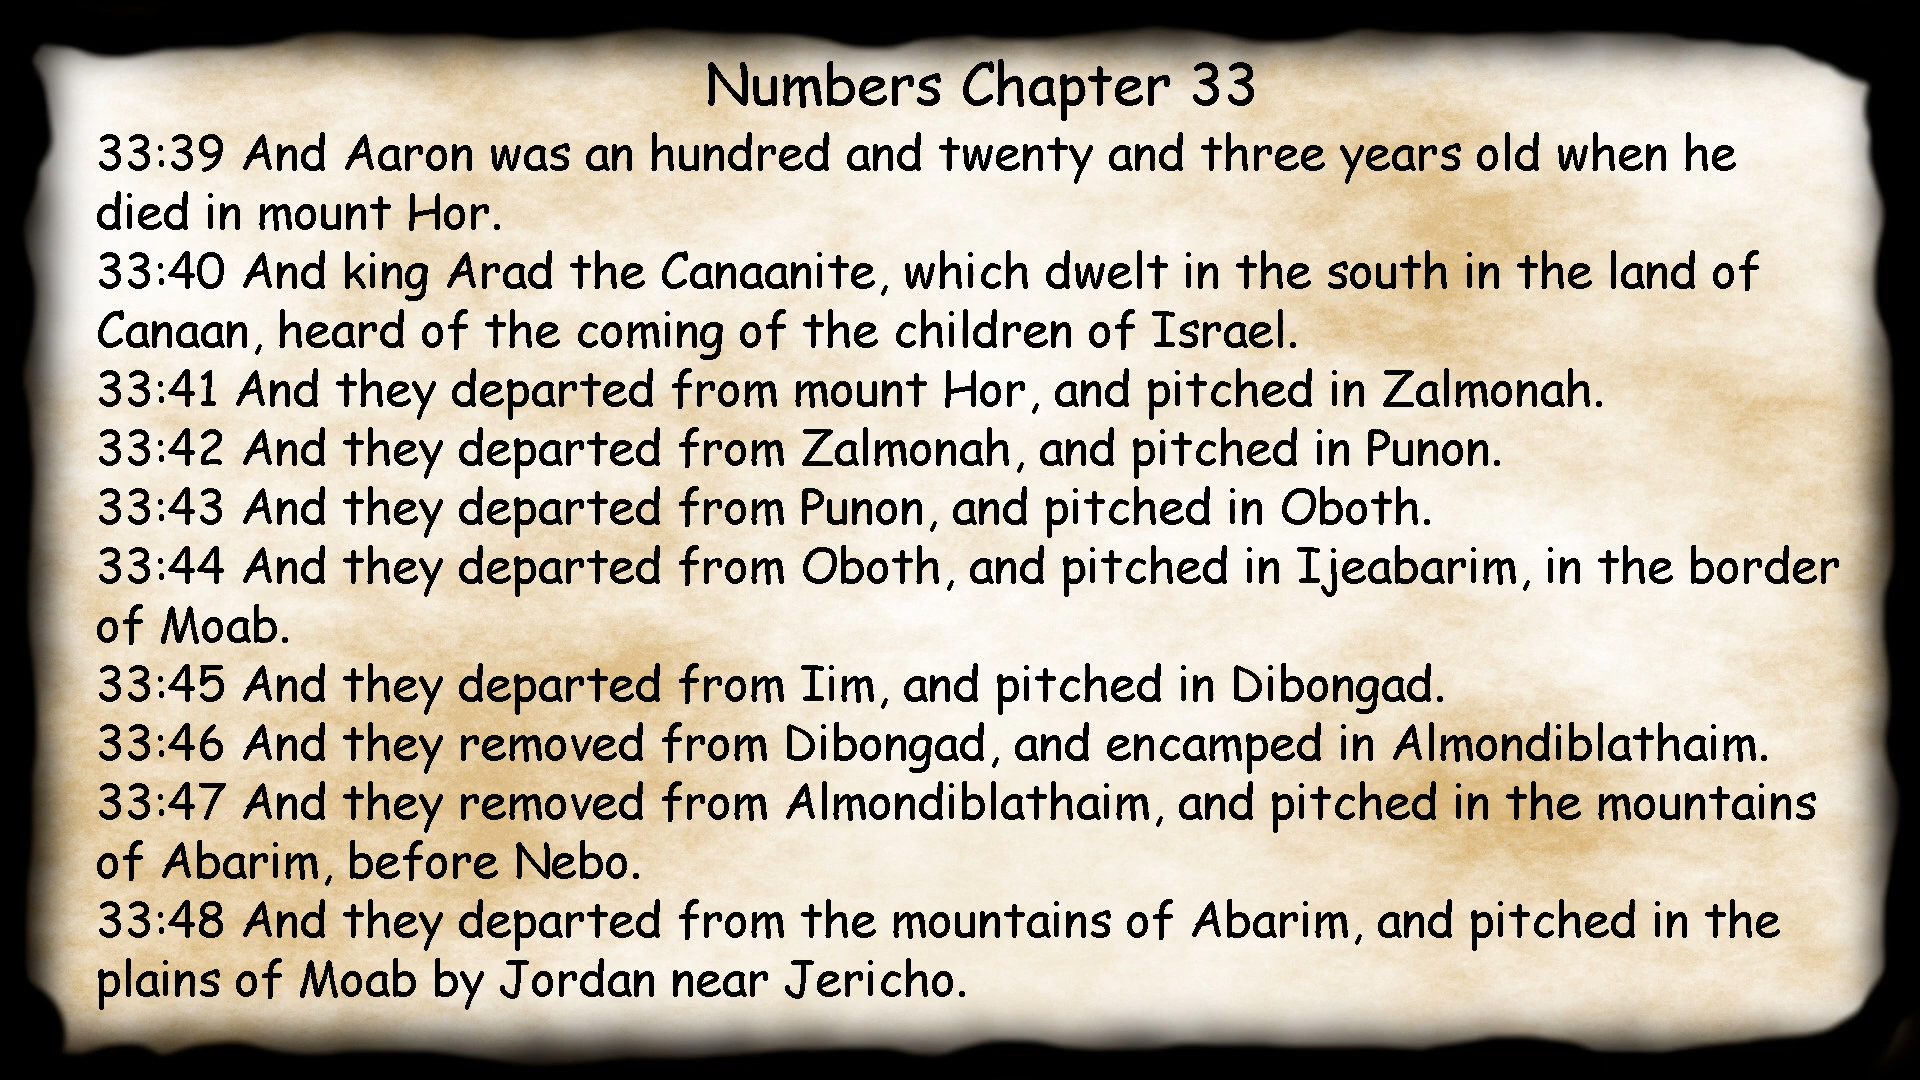 Numbers Chapter 33
33:39 And Aaron was an hundred and twenty and three years old when he
died in mount Hor.
33:40 And king Arad the Canaanite, which dwelt in the south in the land of
Canaan, heard of the coming of the children of Israel.
33:41 And they departed from mount Hor, and pitched in Zalmonah.
33:42 And they departed from Zalmonah, and pitched in Punon.
33:43 And they departed from Punon, and pitched in Oboth.
33:44 And they departed from Oboth, and pitched in Ijeabarim, in the border
of Moab.
33:45 And they departed from Iim, and pitched in Dibongad.
33:46 And they removed from Dibongad, and encamped in Almondiblathaim.
33:47 And they removed from Almondiblathaim, and pitched in the mountains
of Abarim, before Nebo.
33:48 And they departed from the mountains of Abarim, and pitched in the
plains of Moab by Jordan near Jericho.